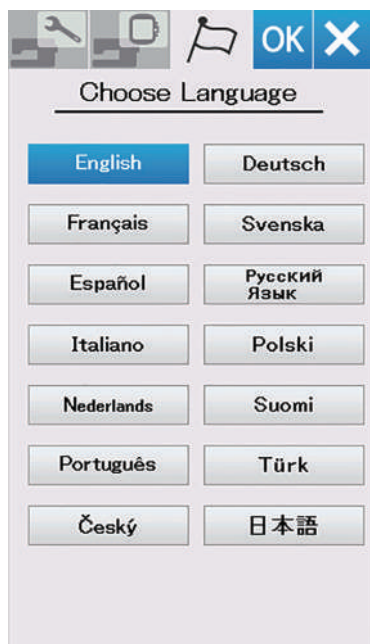 OK
Choose Language
English
Deutsch
Français
Svenska
Español
Русский
Язык
Italiano
Polski
Nederlands
Suomi
Português
Türk
Český
日本語